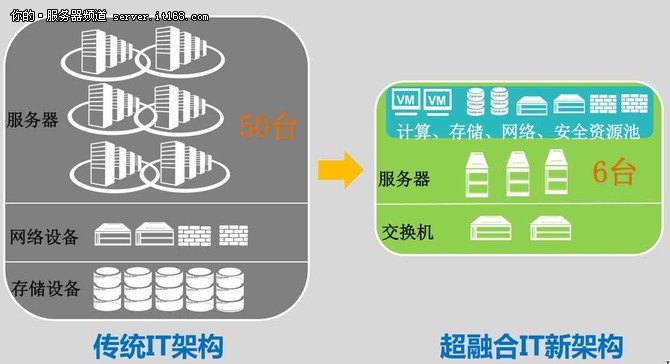 你的·服务器频道 server.it168.com
服务器
50台
网络设备
存储设备
传统IT架构
VM VM
计算、存储、网络、安全资源池
服务器
6台
交换机
超融合IT新架构